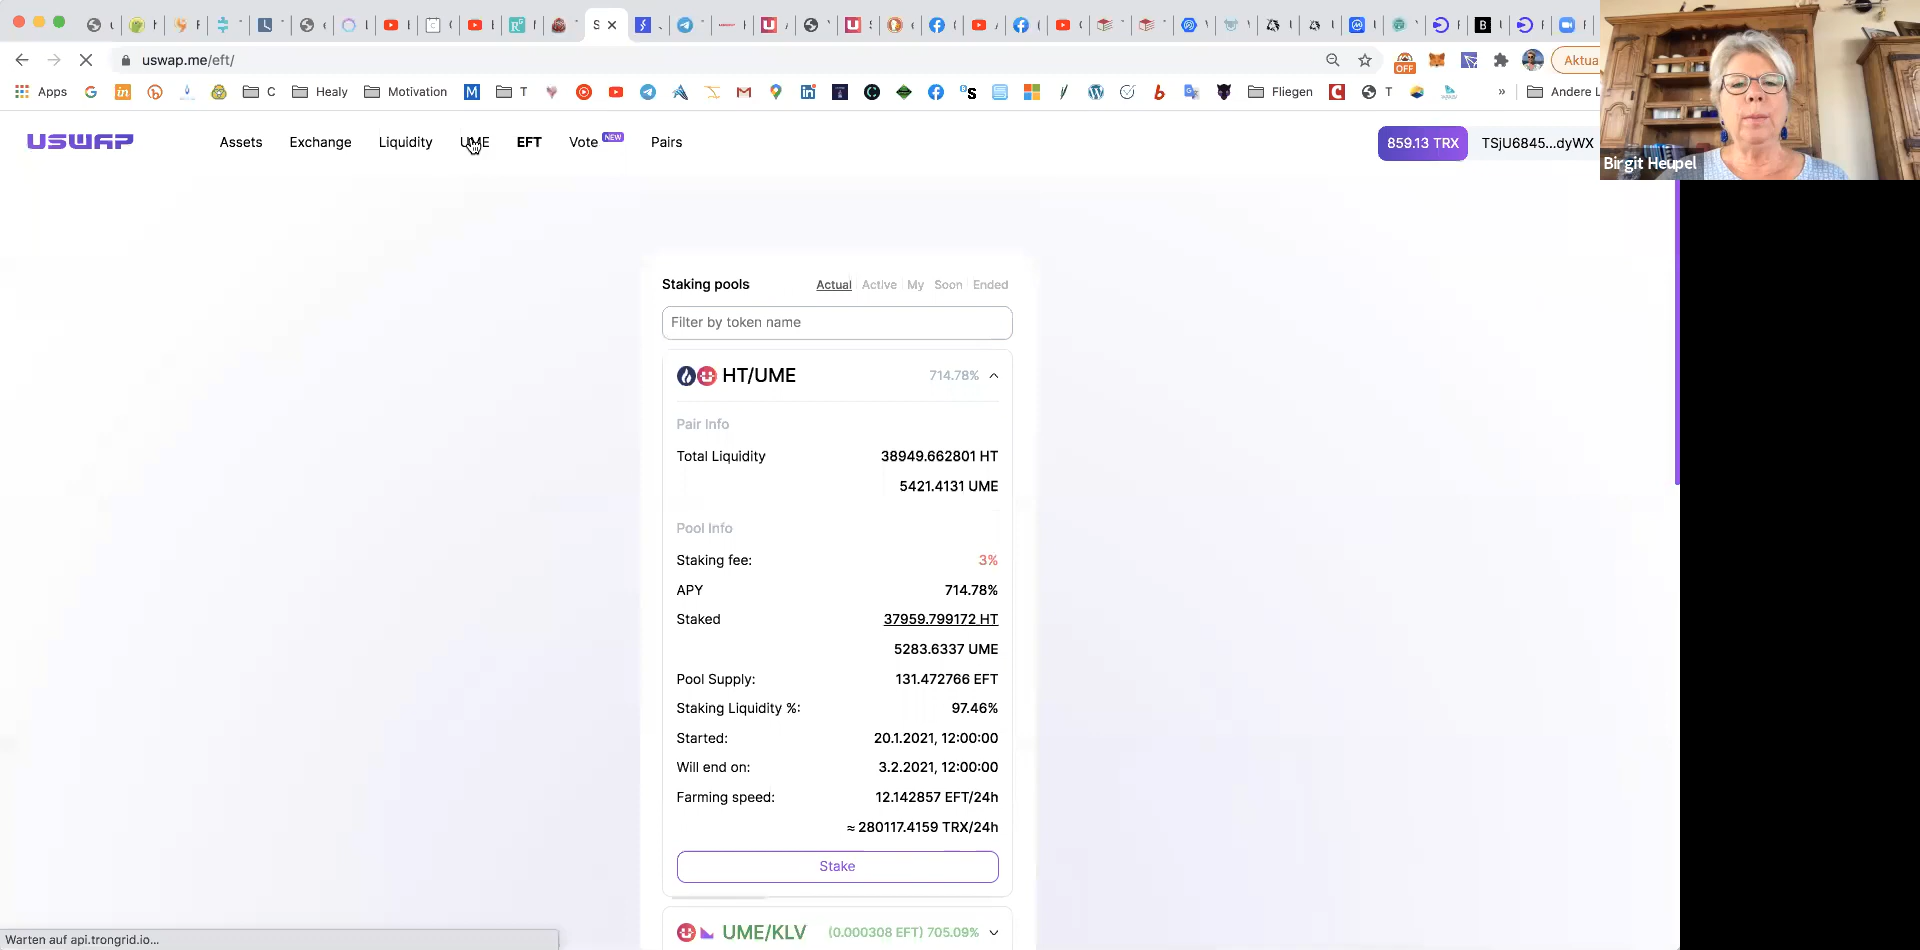 uswap.me/eft/
OFF
Aktua
Apps
C
Healy
Motivation
T
Fliegen
T
»
Andere L
USWAP
Assets
Exchange
Liquidity
UME
EFT
Vote NEW
Pairs
859.13 TRX
TSjU6845...dyWX
Birgit Heupel
Staking pools
Actual Active My Soon Ended
Filter by token name
HT/UME 714.78%
Pair Info
Total Liquidity 38949.662801 HT
5421.4131 UME
Pool Info
Staking fee: 3%
APY 714.78%
Staked 37959.799172 HT
5283.6337 UME
Pool Supply: 131.472766 EFT
Staking Liquidity %: 97.46%
Started: 20.1.2021, 12:00:00
Will end on: 3.2.2021, 12:00:00
Farming speed: 12.142857 EFT/24h
≈ 280117.4159 TRX/24h
Stake
UME/KLV (0.000308 EFT) 705.09%
Warten auf api.trongrid.io...